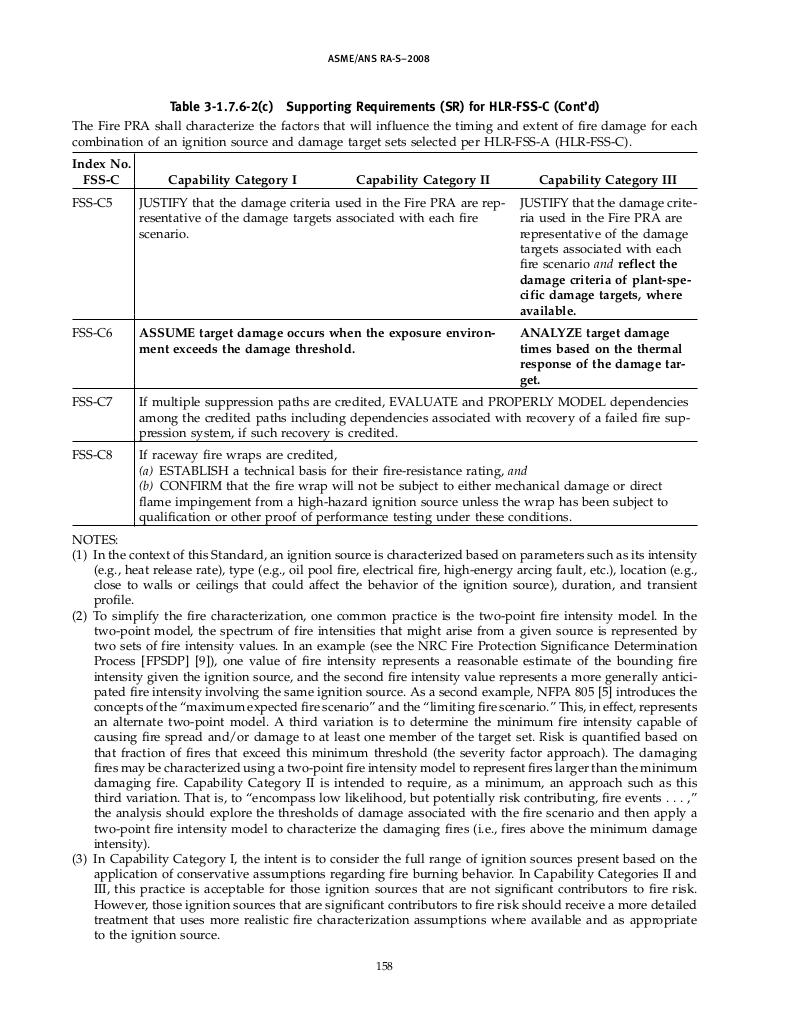 ASME/ANS RA-S–2008
Table 3-1.7.6-2(c) Supporting Requirements (SR) for HLR-FSS-C (Cont’d)
The Fire PRA shall characterize the factors that will influence the timing and extent of fire damage for each
combination of an ignition source and damage target sets selected per HLR-FSS-A (HLR-FSS-C).
Index No.
FSS-C Capability Category I Capability Category II Capability Category III
FSS-C5
JUSTIFY that the damage criteria used in the Fire PRA are rep-
resentative of the damage targets associated with each fire
scenario.
JUSTIFY that the damage crite-
ria used in the Fire PRA are
representative of the damage
targets associated with each
fire scenario and reflect the
damage criteria of plant-spe-
cific damage targets, where
available.
FSS-C6
ASSUME target damage occurs when the exposure environ-
ment exceeds the damage threshold.
ANALYZE target damage
times based on the thermal
response of the damage tar-
get.
FSS-C7
If multiple suppression paths are credited, EVALUATE and PROPERLY MODEL dependencies
among the credited paths including dependencies associated with recovery of a failed fire sup-
pression system, if such recovery is credited.
FSS-C8
If raceway fire wraps are credited,
(a) ESTABLISH a technical basis for their fire-resistance rating, and
(b) CONFIRM that the fire wrap will not be subject to either mechanical damage or direct
flame impingement from a high-hazard ignition source unless the wrap has been subject to
qualification or other proof of performance testing under these conditions.
NOTES:
(1) In the context of this Standard, an ignition source is characterized based on parameters such as its intensity
(e.g., heat release rate), type (e.g., oil pool fire, electrical fire, high-energy arcing fault, etc.), location (e.g.,
close to walls or ceilings that could affect the behavior of the ignition source), duration, and transient
profile.
(2) To simplify the fire characterization, one common practice is the two-point fire intensity model. In the
two-point model, the spectrum of fire intensities that might arise from a given source is represented by
two sets of fire intensity values. In an example (see the NRC Fire Protection Significance Determination
Process [FPSDP] [9]), one value of fire intensity represents a reasonable estimate of the bounding fire
intensity given the ignition source, and the second fire intensity value represents a more generally antici-
pated fire intensity involving the same ignition source. As a second example, NFPA 805 [5] introduces the
concepts of the “maximum expected fire scenario” and the “limiting fire scenario.” This, in effect, represents
an alternate two-point model. A third variation is to determine the minimum fire intensity capable of
causing fire spread and/or damage to at least one member of the target set. Risk is quantified based on
that fraction of fires that exceed this minimum threshold (the severity factor approach). The damaging
fires may be characterized using a two-point fire intensity model to represent fires larger than the minimum
damaging fire. Capability Category II is intended to require, as a minimum, an approach such as this
third variation. That is, to “encompass low likelihood, but potentially risk contributing, fire events . . . ,”
the analysis should explore the thresholds of damage associated with the fire scenario and then apply a
two-point fire intensity model to characterize the damaging fires (i.e., fires above the minimum damage
intensity).
(3) In Capability Category I, the intent is to consider the full range of ignition sources present based on the
application of conservative assumptions regarding fire burning behavior. In Capability Categories II and
III, this practice is acceptable for those ignition sources that are not significant contributors to fire risk.
However, those ignition sources that are significant contributors to fire risk should receive a more detailed
treatment that uses more realistic fire characterization assumptions where available and as appropriate
to the ignition source.
158